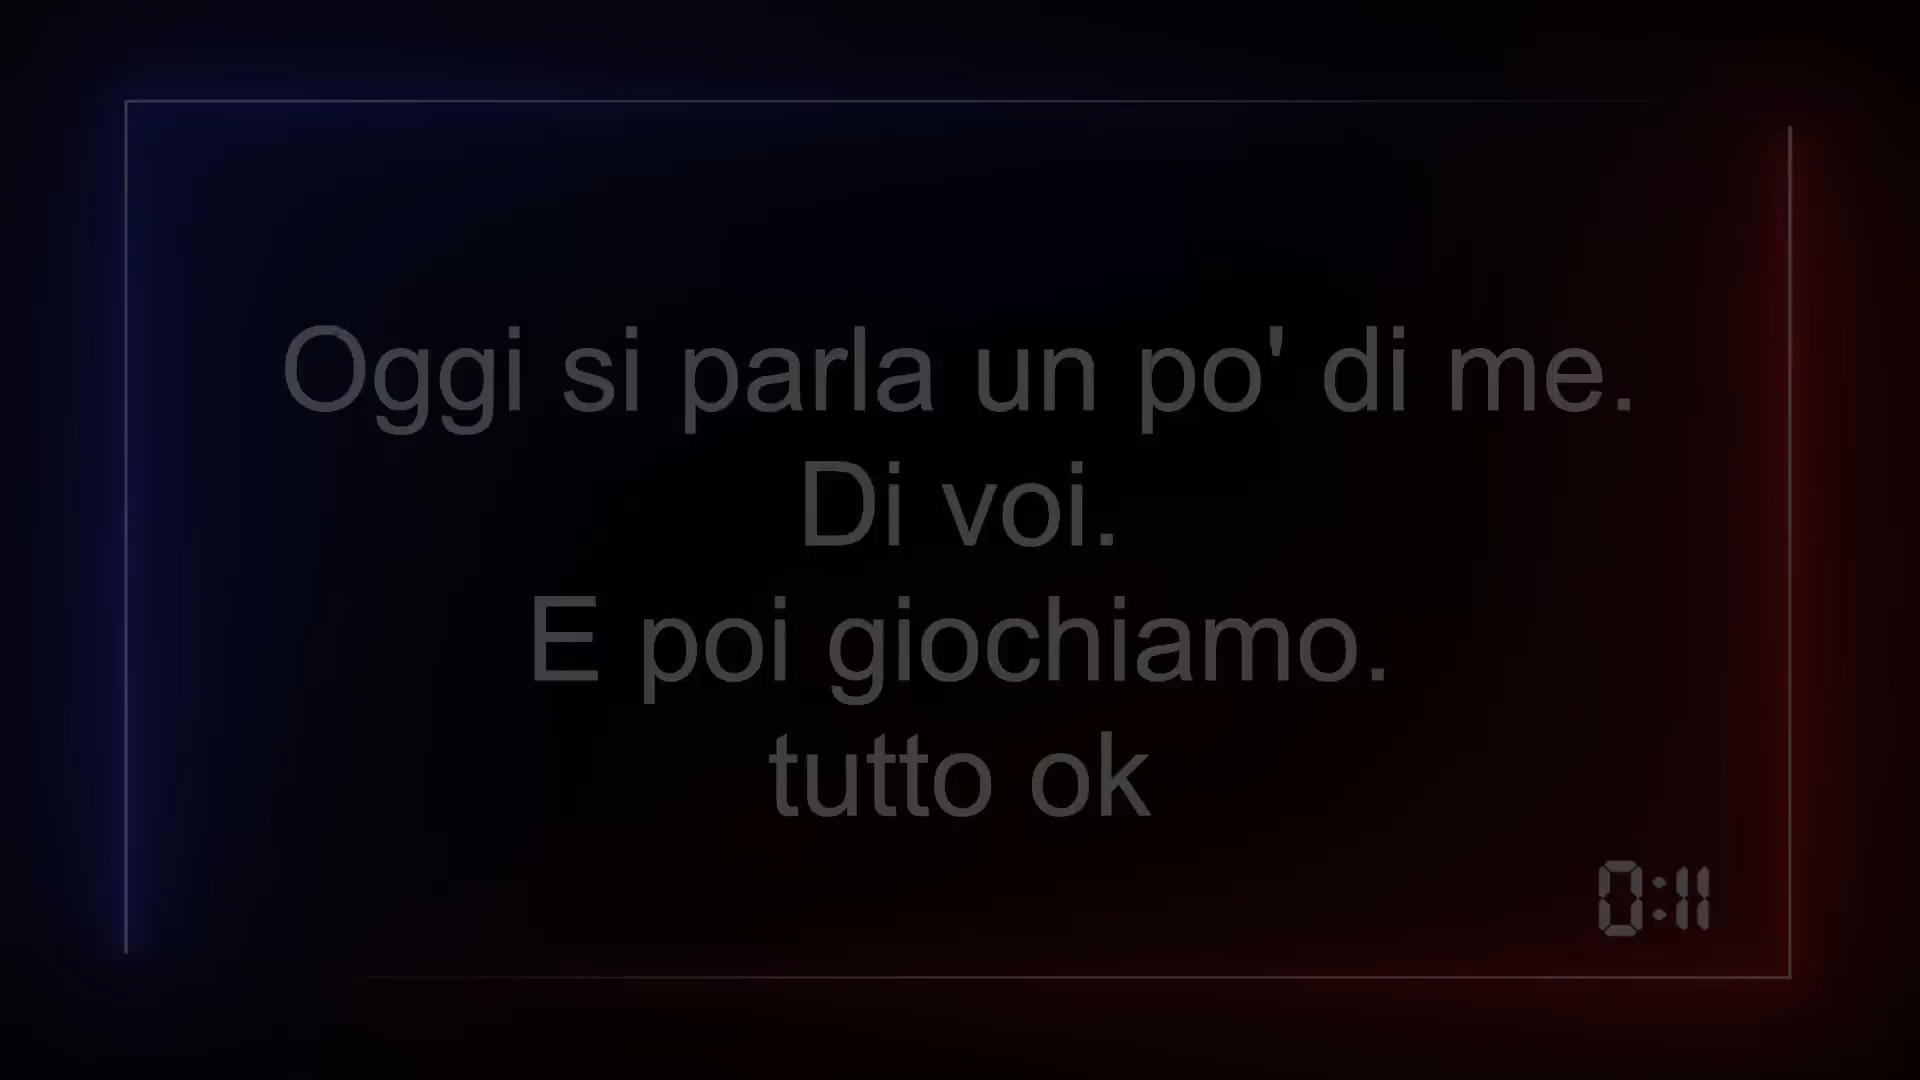 Oggi si parla un po' di me.
Di voi.
E poi giochiamo.
tutto ok
0:11